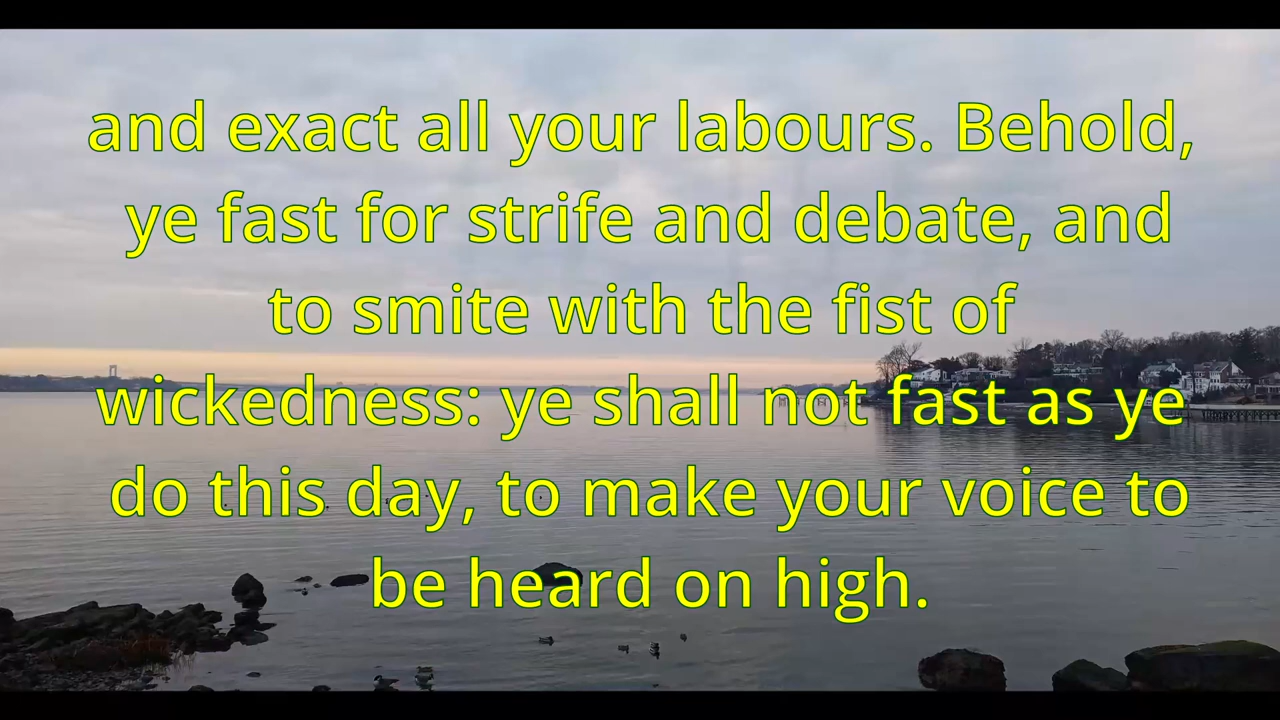 and exact all your labours. Behold,
ye fast for strife and debate, and
to smite with the fist of
wickedness: ye shall not fast as ye
do this day, to make your voice to
be heard on high.